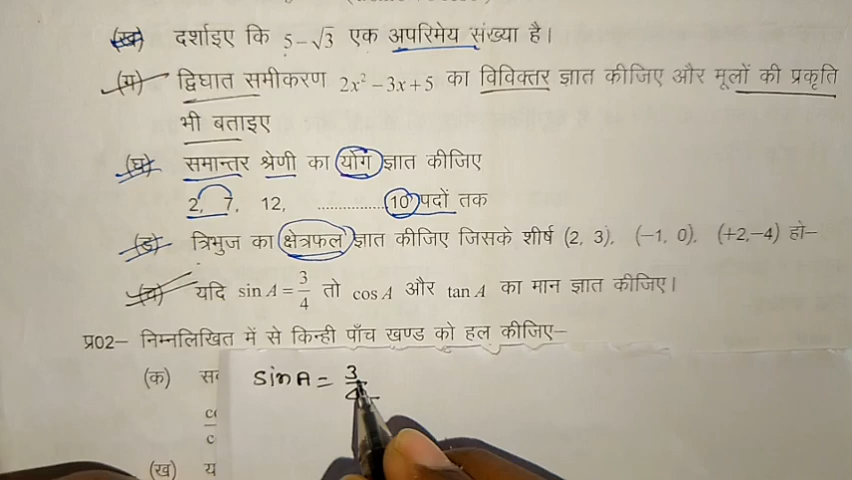 (ख) दर्शाइए कि 5−√3 एक अपरिमेय संख्या है।
(ग) द्विघात समीकरण 2x² − 3x + 5 का विविक्तर ज्ञात कीजिए और मूलों की प्रकृति
भी बताइए
(घ) समान्तर श्रेणी का योग ज्ञात कीजिए
2, 7, 12, .................10 पदों तक
(ड) त्रिभुज का क्षेत्रफल ज्ञात कीजिए जिसके शीर्ष (2, 3), (−1, 0), (+2,−4) हो−
(च) यदि sin A = 3/4 तो cos A और tan A का मान ज्ञात कीजिए।
प्र02− निम्नलिखित में से किन्ही पाँच खण्ड को हल कीजिए−
(क)
sin A = 3/4
(ख)